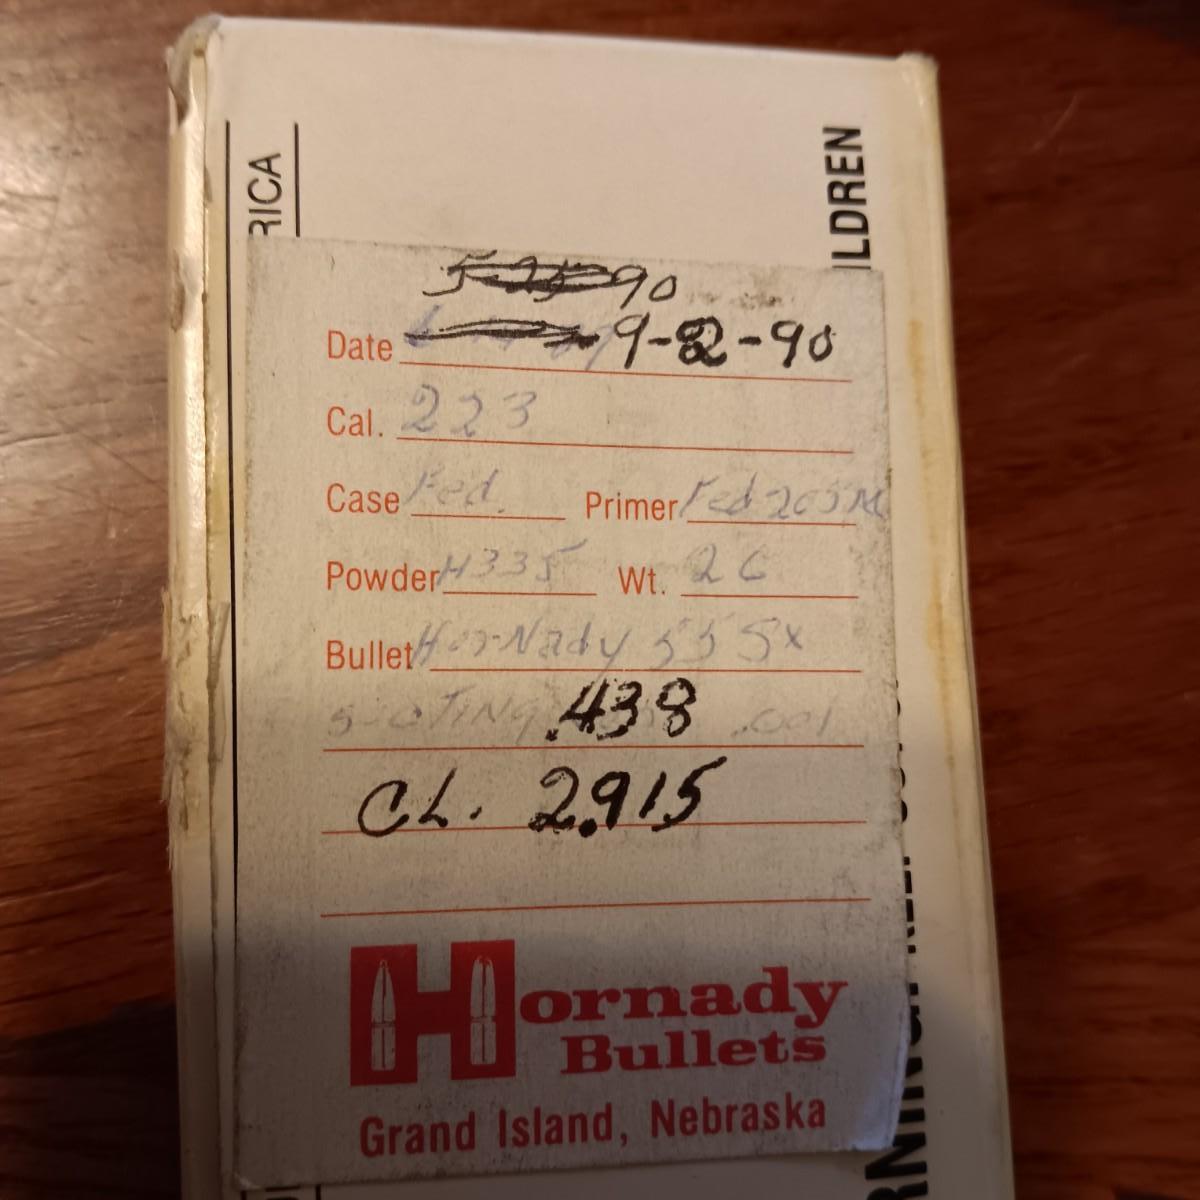 RICA
ILDREN
5-25-90
Date 9-2-90
Cal. 223
Case Fed. Primer Fed 205M
Powder H335 Wt. 26
Bullet Hornady 55 SX
.438 .001
CL. 2.915
Hornady
Bullets
Grand Island, Nebraska